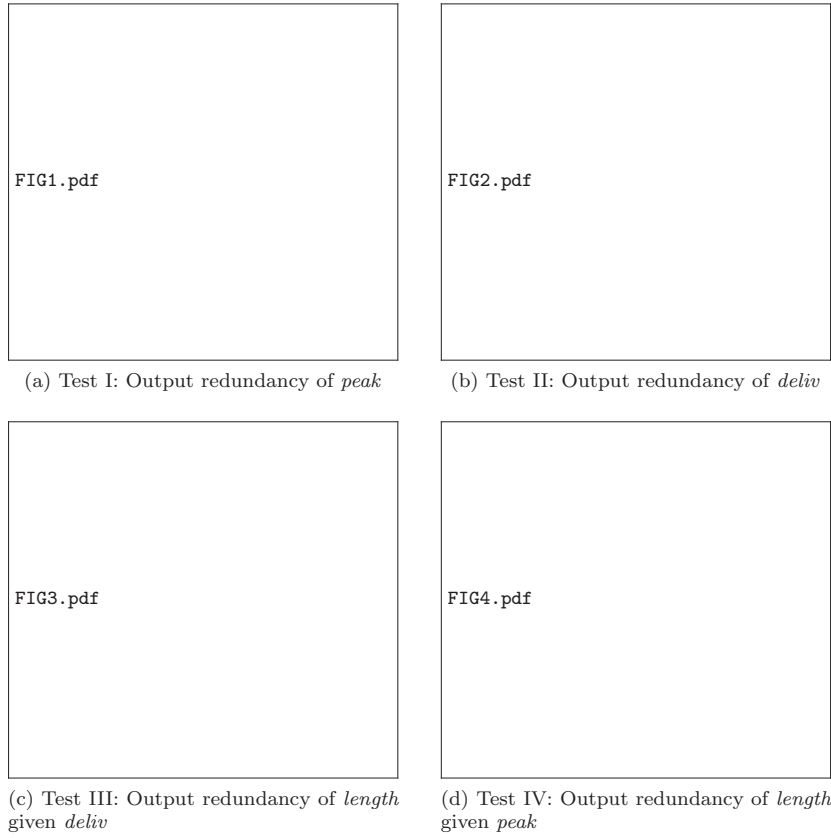 FIG1.pdf
FIG2.pdf
(a) Test I: Output redundancy of peak
(b) Test II: Output redundancy of deliv
FIG3.pdf
FIG4.pdf
(c) Test III: Output redundancy of length
given deliv
(d) Test IV: Output redundancy of length
given peak